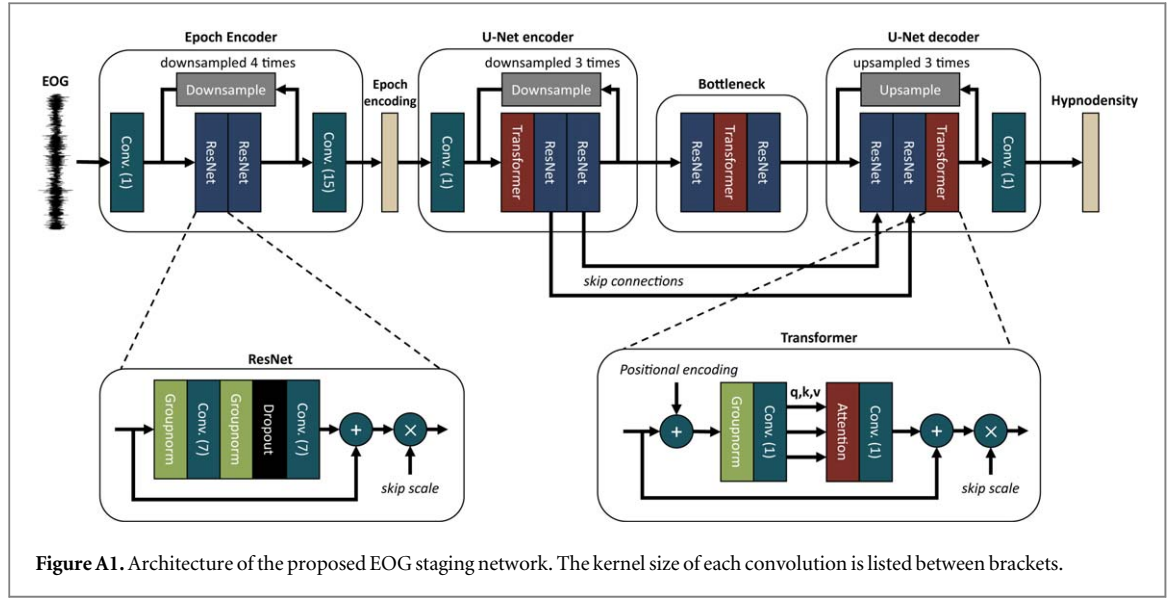 Epoch Encoder
U-Net encoder
U-Net decoder
downsampled 4 times
downsampled 3 times
upsampled 3 times
EOG
Downsample
Epoch
encoding
Downsample
Bottleneck
Upsample
Hypnodensity
Conv. (1)
ResNet
ResNet
Conv. (15)
Conv. (1)
Transformer
ResNet
ResNet
ResNet
Transformer
ResNet
ResNet
ResNet
Transformer
Conv. (1)
skip connections
ResNet
Groupnorm
Conv. (7)
Groupnorm
Dropout
Conv. (7)
+
×
skip scale
Transformer
Positional encoding
+
Groupnorm
Conv. (1)
q,k,v
Attention
Conv. (1)
+
×
skip scale
Figure A1. Architecture of the proposed EOG staging network. The kernel size of each convolution is listed between brackets.